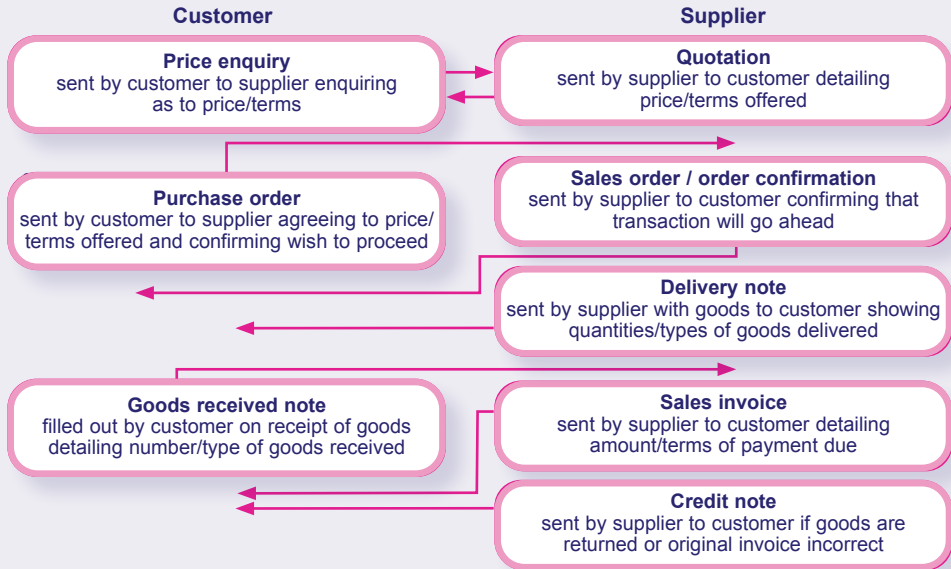 Customer
Supplier
Price enquiry
sent by customer to supplier enquiring
as to price/terms
Quotation
sent by supplier to customer detailing
price/terms offered
Purchase order
sent by customer to supplier agreeing to price/
terms offered and confirming wish to proceed
Sales order / order confirmation
sent by supplier to customer confirming that
transaction will go ahead
Delivery note
sent by supplier with goods to customer showing
quantities/types of goods delivered
Goods received note
filled out by customer on receipt of goods
detailing number/type of goods received
Sales invoice
sent by supplier to customer detailing
amount/terms of payment due
Credit note
sent by supplier to customer if goods are
returned or original invoice incorrect